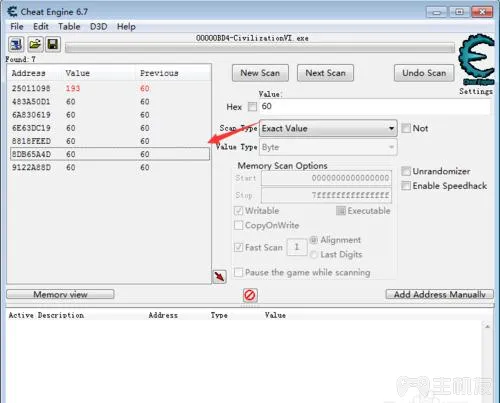 Cheat Engine 6.7
File Edit Table D3D Help
00000BD4-CivilizationVI.exe
Found:7
Address Value Previous
25011098 193 60
483A50D1 60 60
6A830619 60 60
6E63DC19 60 60
8818FEED 60 60
8DB65A4D 60 60
9122A88D 60 60
New Scan Next Scan Undo Scan
Settings
Value:
Hex 60
Scan Type Exact Value Not
Value Type Byte
Memory Scan Options
Start 0000000000000000
Stop 7fffffffffffffff
Writable Executable
CopyOnWrite
Fast Scan 1 Alignment
Last Digits
Pause the game while scanning
Unrandomizer
Enable Speedhack
Memory view Add Address Manually
Active Description Address Type Value
主机友